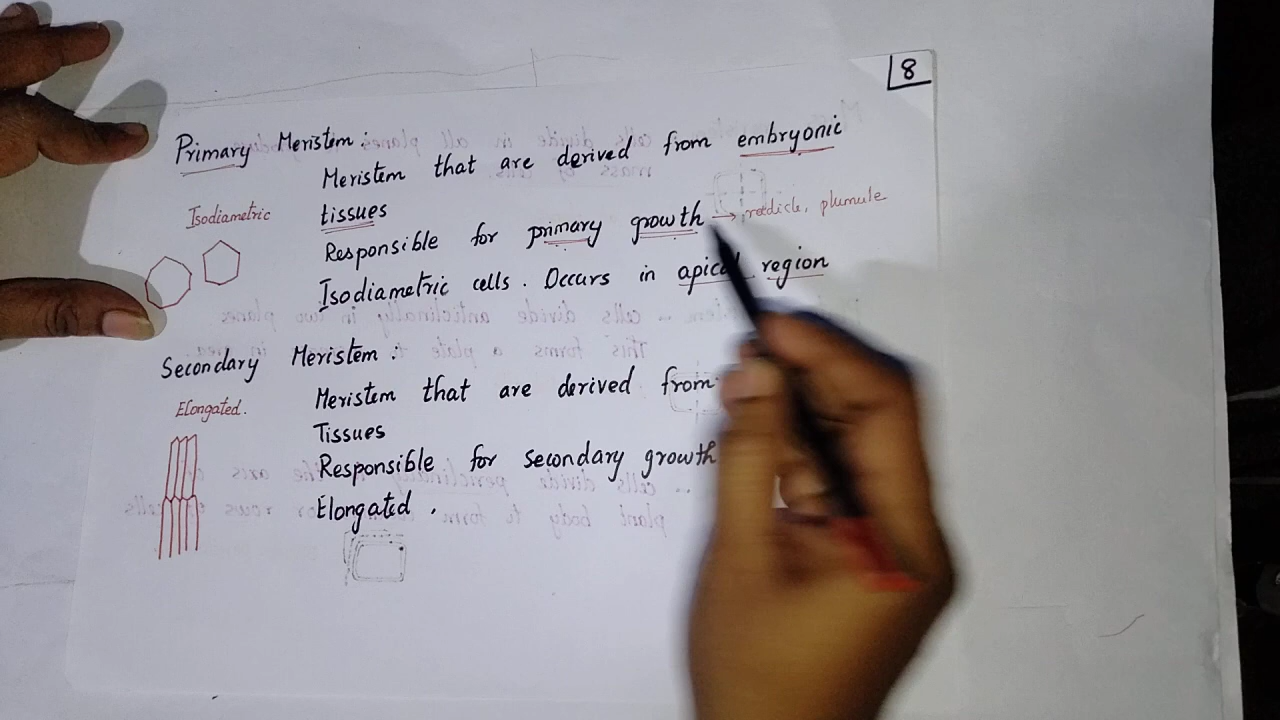 8
Primary Meristem :
Meristem that are derived from embryonic
Isodiametric tissues
Responsible for primary growth → radicle, plumule
Isodiametric cells . Occurs in apical region
Secondary Meristem :
Meristem that are derived from
Elongated.
Tissues
Responsible for secondary growth
Elongated .